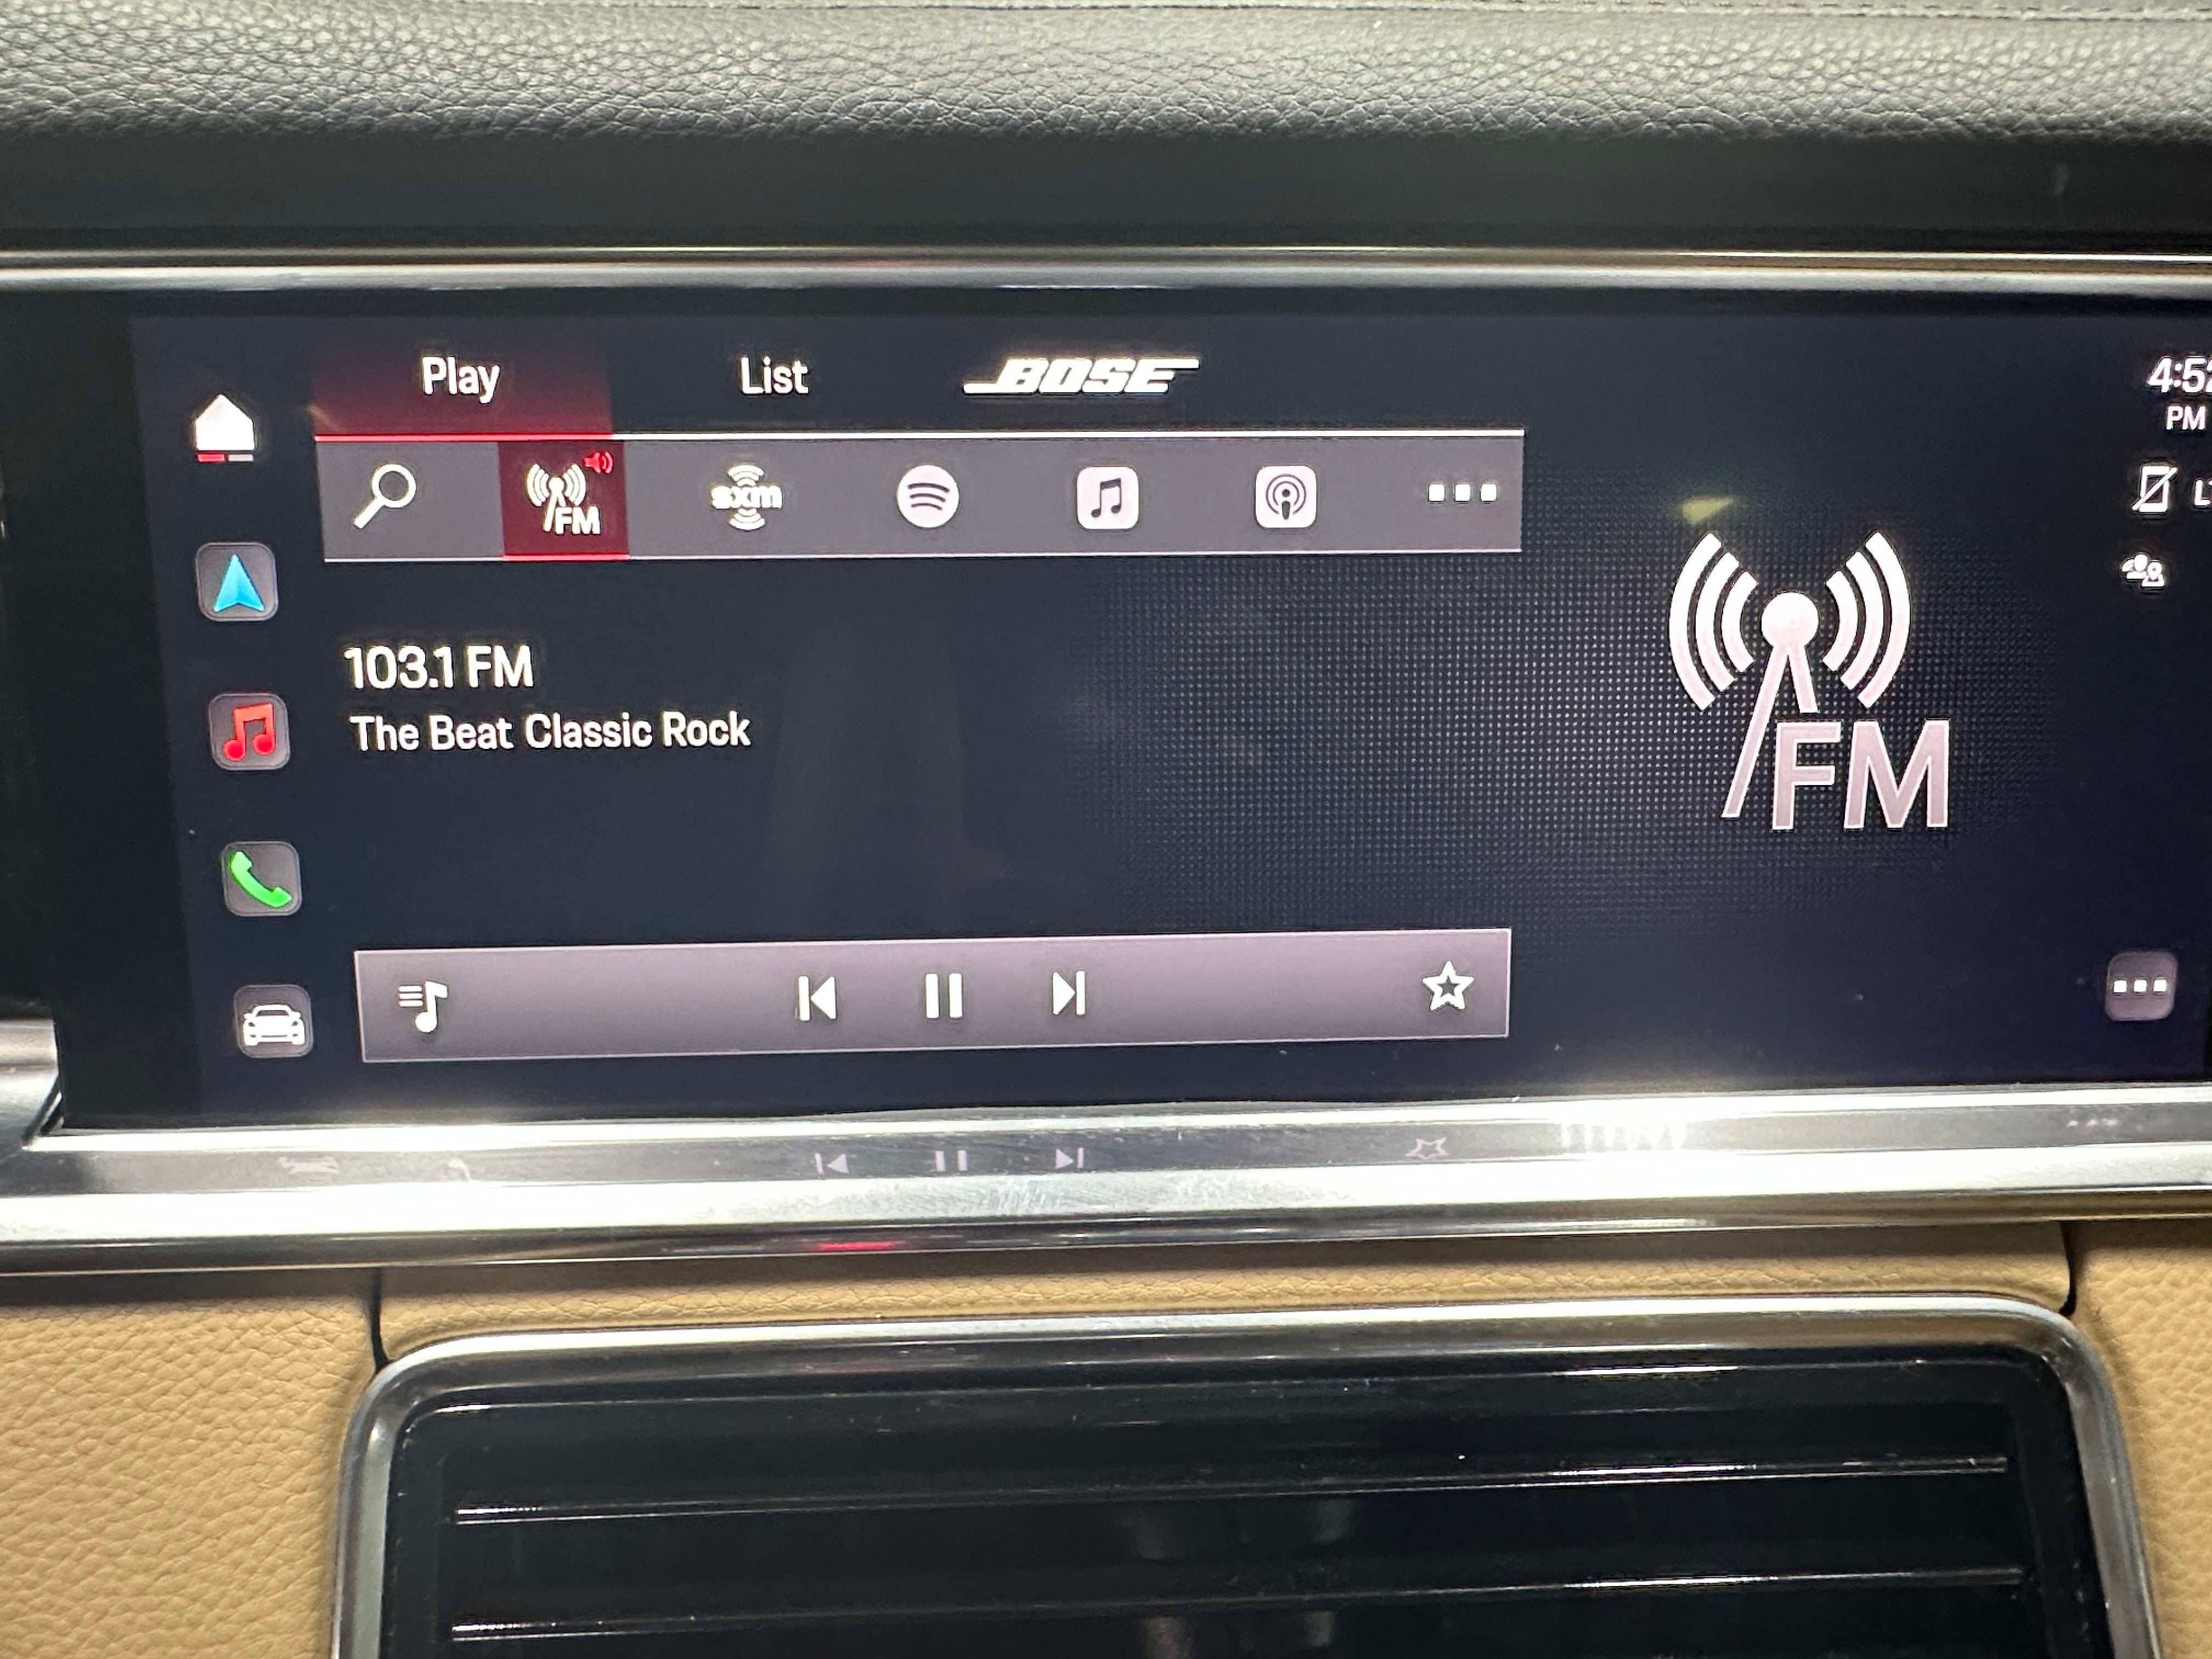 Play
List
BOSE
PM
FM
sxm
103.1 FM
The Beat Classic Rock
FM